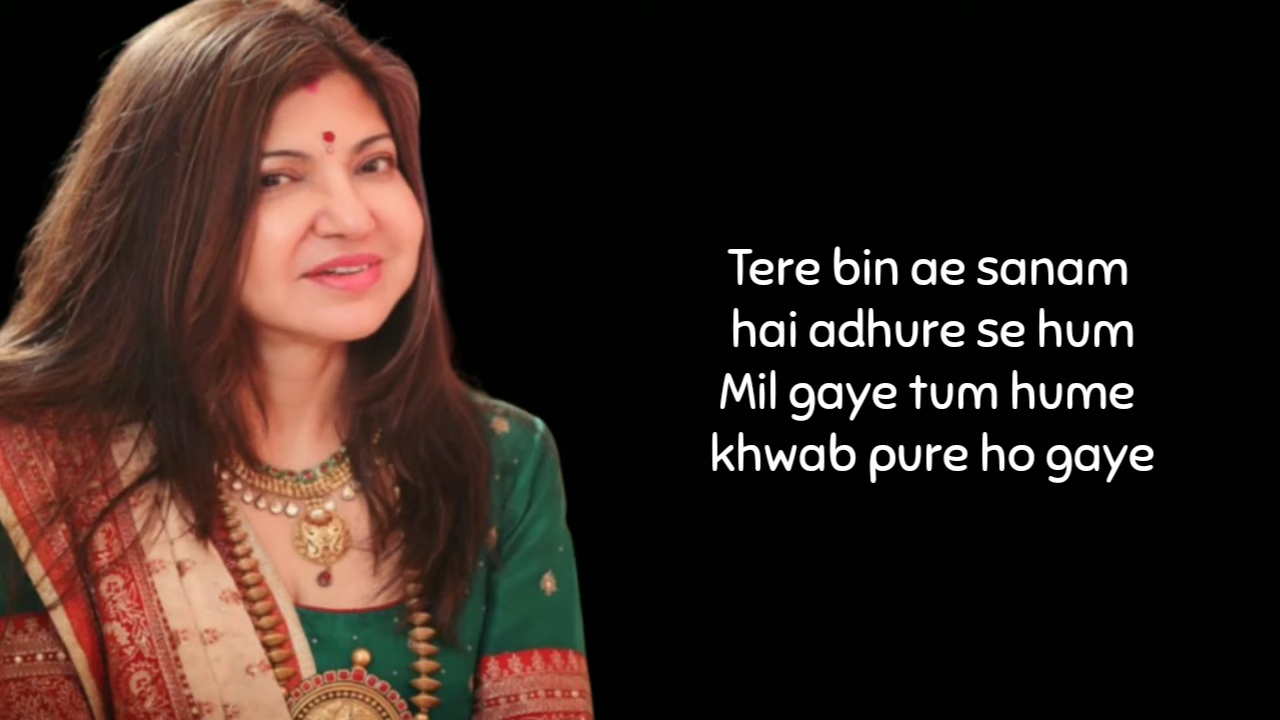 Tere bin ae sanam
hai adhure se hum
Mil gaye tum hume
khwab pure ho gaye